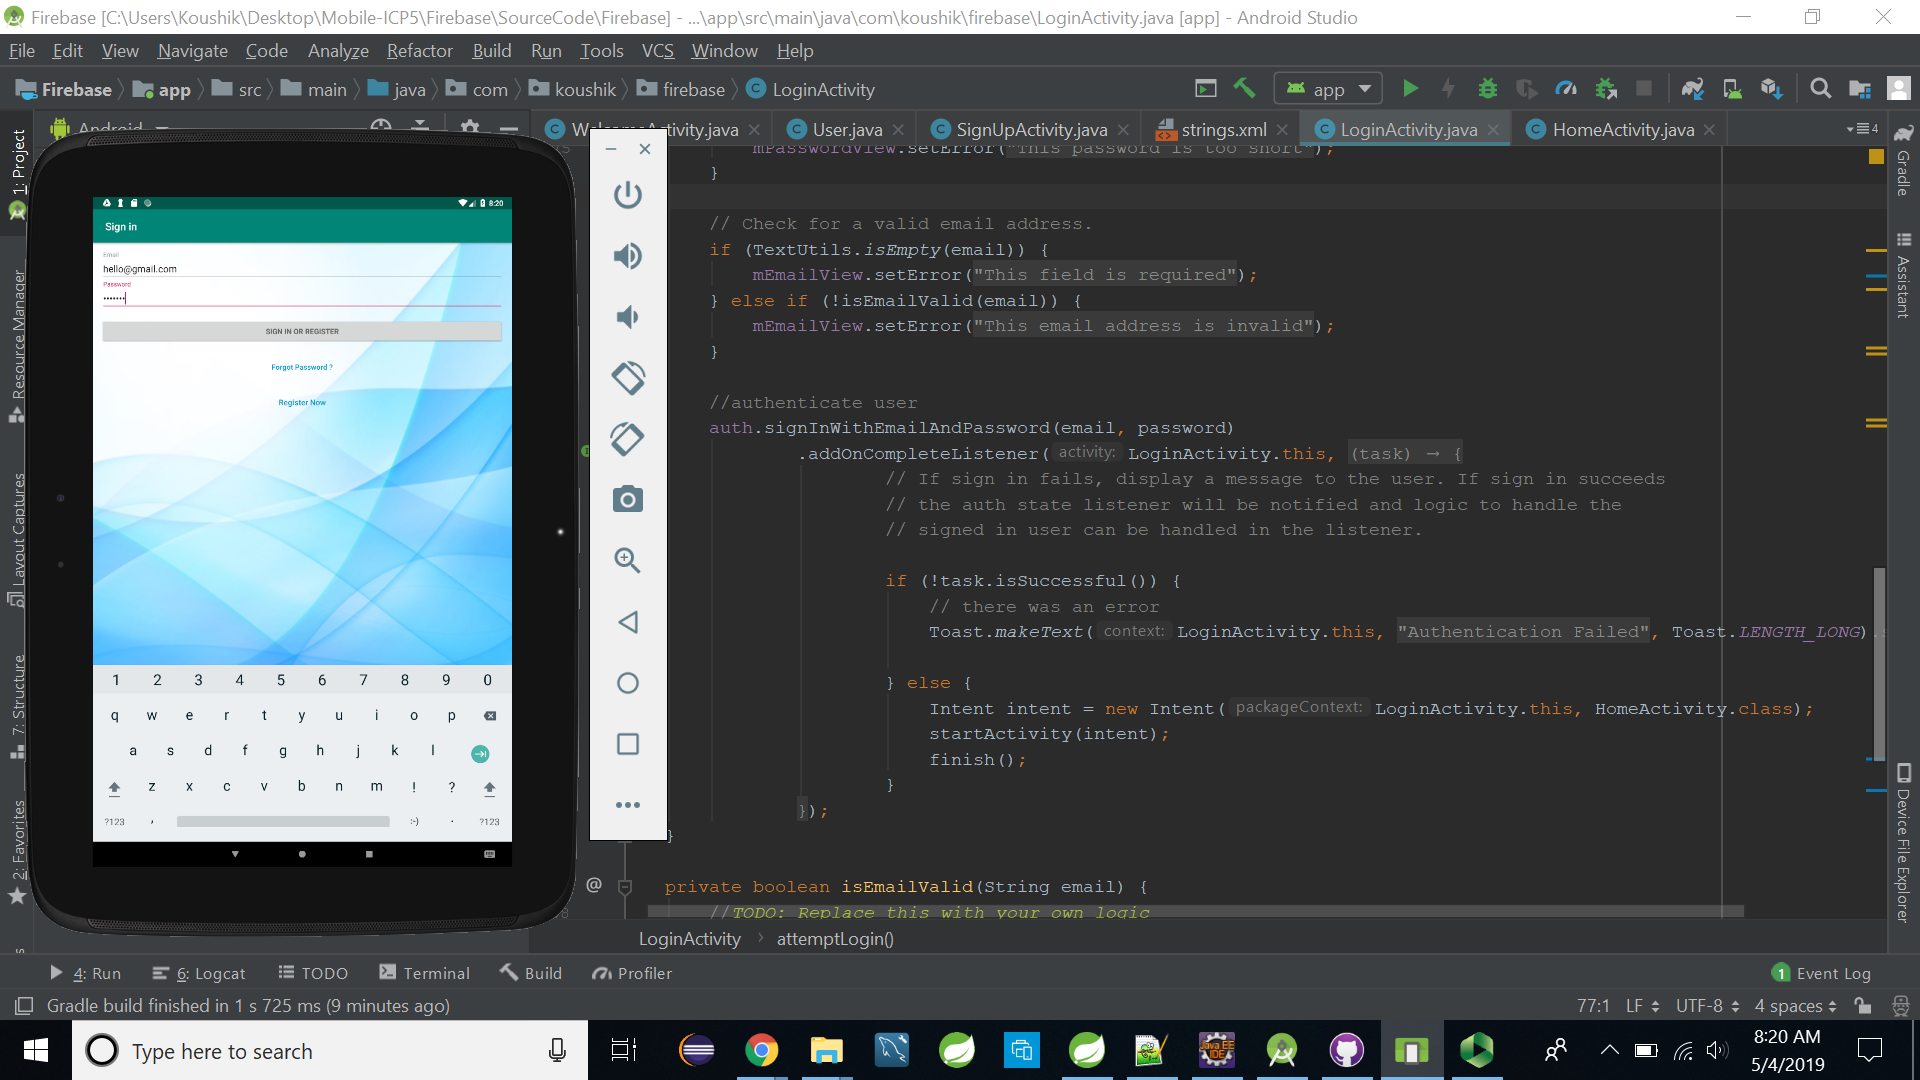 Firebase [C:\Users\Koushik\Desktop\Mobile-ICP5\Firebase\SourceCode\Firebase] - ...\app\src\main\java\com\koushik\firebase\LoginActivity.java [app] - Android Studio
File Edit View Navigate Code Analyze Refactor Build Run Tools VCS Window Help
Firebase app src main java com koushik firebase LoginActivity app
Android WelcomeActivity.java User.java SignUpActivity.java strings.xml LoginActivity.java HomeActivity.java 4
1: Project
Resource Manager
Layout Captures
7: Structure
2: Favorites
8:20
Sign in
Email
hello@gmail.com
Password
•••••••
SIGN IN OR REGISTER
Forgot Password ?
Register Now
1 2 3 4 5 6 7 8 9 0
q w e r t y u i o p
a s d f g h j k l
z x c v b n m ! ?
?123 , :-) . ?123
mPasswordView.setError("This password is too short");
}
// Check for a valid email address.
if (TextUtils.isEmpty(email)) {
mEmailView.setError("This field is required");
} else if (!isEmailValid(email)) {
mEmailView.setError("This email address is invalid");
}
//authenticate user
auth.signInWithEmailAndPassword(email, password)
.addOnCompleteListener( activity: LoginActivity.this, (task) → {
// If sign in fails, display a message to the user. If sign in succeeds
// the auth state listener will be notified and logic to handle the
// signed in user can be handled in the listener.
if (!task.isSuccessful()) {
// there was an error
Toast.makeText( context: LoginActivity.this, "Authentication Failed", Toast.LENGTH_LONG)
} else {
Intent intent = new Intent( packageContext: LoginActivity.this, HomeActivity.class);
startActivity(intent);
finish();
}
});
}
@ private boolean isEmailValid(String email) {
//TODO: Replace this with your own logic
Gradle
Assistant
Device File Explorer
LoginActivity attemptLogin()
4: Run 6: Logcat TODO Terminal Build Profiler 1 Event Log
Gradle build finished in 1 s 725 ms (9 minutes ago) 77:1 LF UTF-8 4 spaces
Type here to search
Java EE
IDE
8:20 AM
5/4/2019